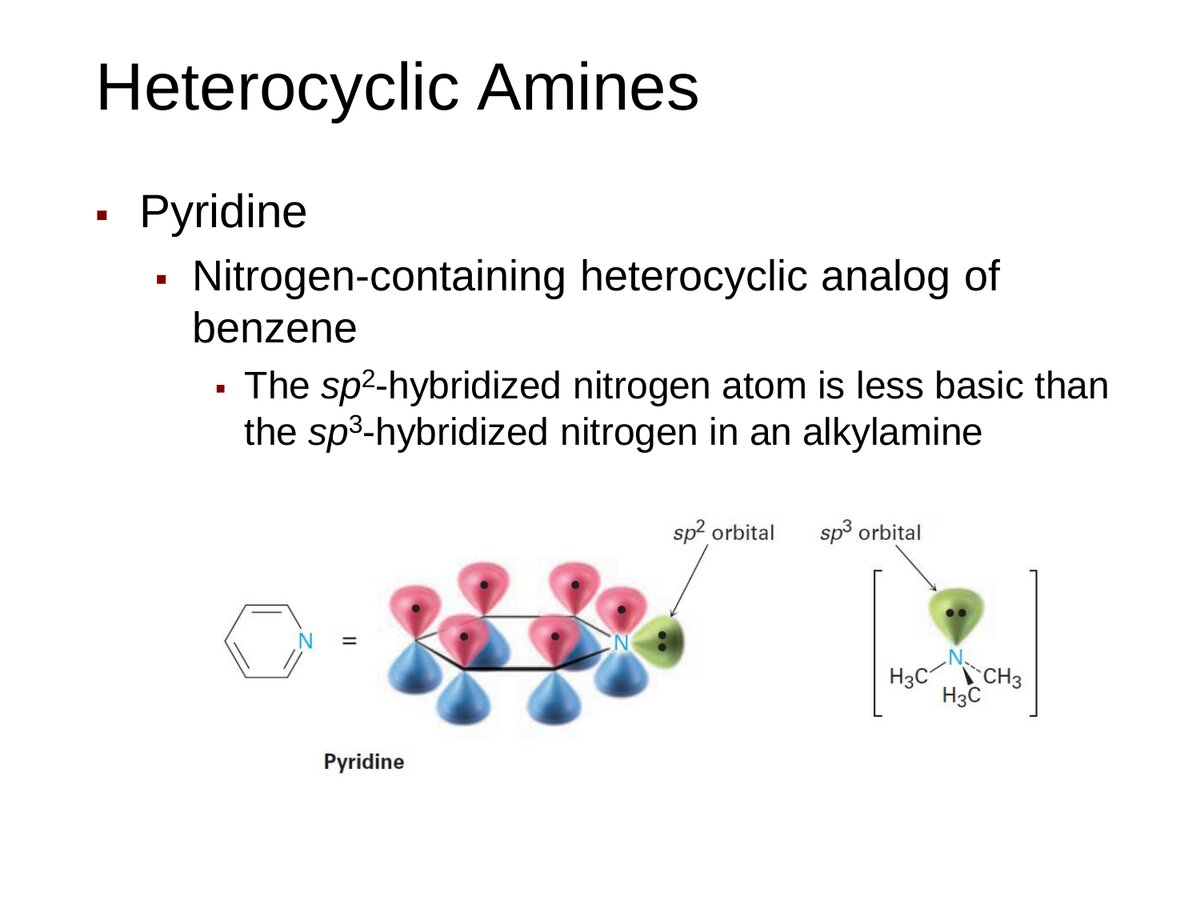 Heterocyclic Amines
▪ Pyridine
▪ Nitrogen-containing heterocyclic analog of
benzene
▪ The sp²-hybridized nitrogen atom is less basic than
the sp³-hybridized nitrogen in an alkylamine
sp² orbital
sp³ orbital
N
=
N
N
H₃C
CH₃
H₃C
Pyridine